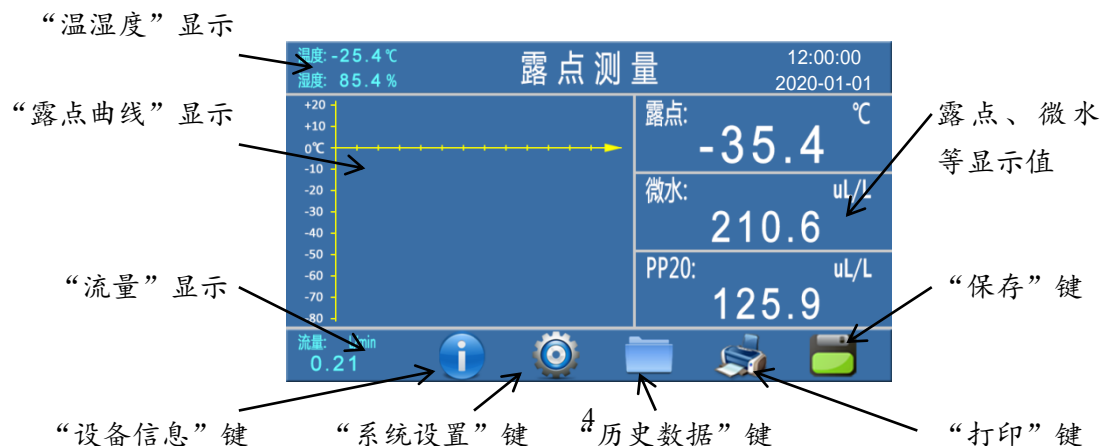 “温湿度”显示
温度: -25.4℃
湿度: 85.4%
露点测量
12:00:00
2020-01-01
“露点曲线”显示
+20
+10
0℃
-10
-20
-30
-40
-50
-60
-70
-80
露点: ℃
-35.4
微水: uL/L
210.6
PP20: uL/L
125.9
露点、微水
等显示值
“流量”显示
流量:
0.21
“保存”键
“设备信息”键
“系统设置”键
4
“历史数据”键
“打印”键